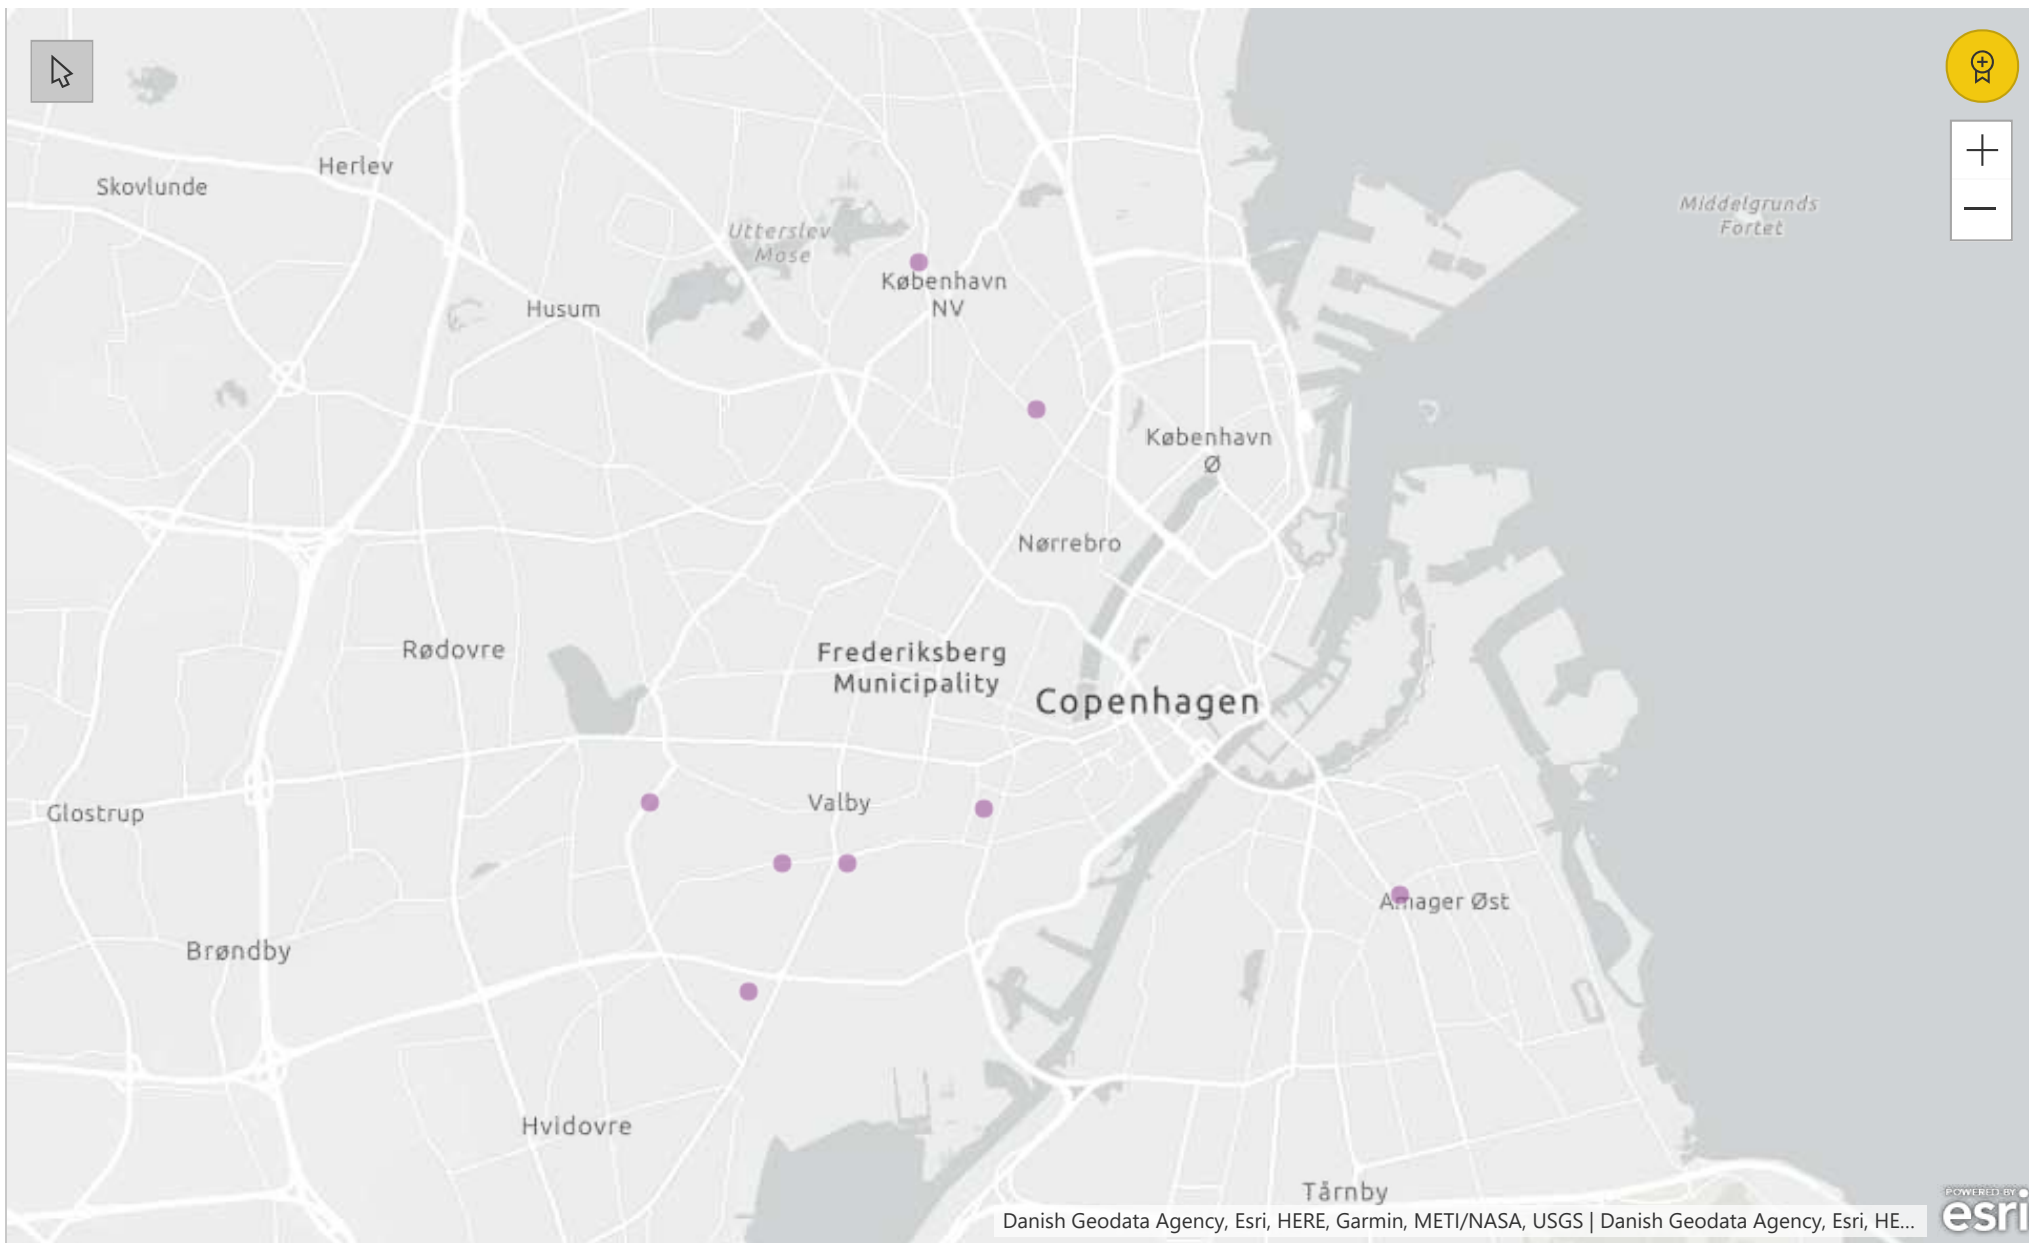 Herlev
Skovlunde
Middelgrunds
Fortet
Utterslev
Mose
København
NV
Husum
København
Ø
Nørrebro
Rødovre
Frederiksberg
Municipality
Copenhagen
Glostrup
Valby
Amager Øst
Brøndby
Hvidovre
Tårnby
POWERED BY
esri
Danish Geodata Agency, Esri, HERE, Garmin, METI/NASA, USGS | Danish Geodata Agency, Esri, HE...